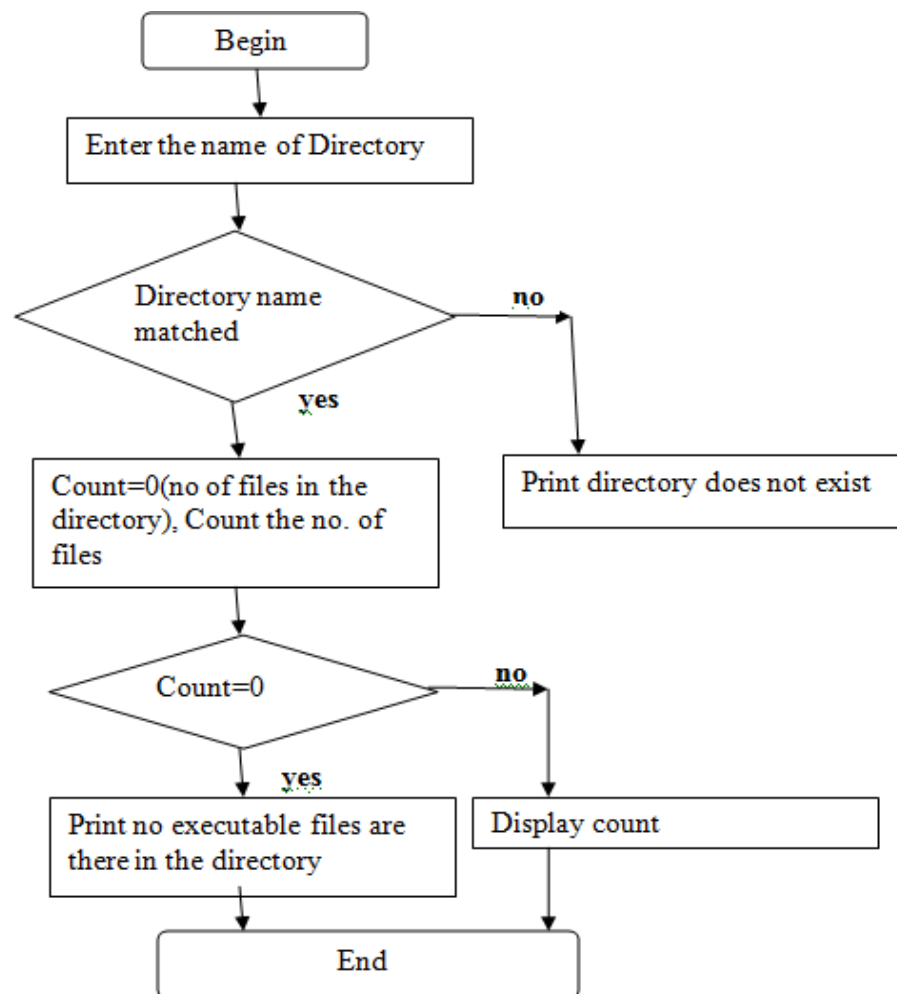 Begin
Enter the name of Directory
Directory name
matched
no
yes
Count=0(no of files in the
directory), Count the no. of
files
Print directory does not exist
Count=0
no
yes
Print no executable files are
there in the directory
Display count
End